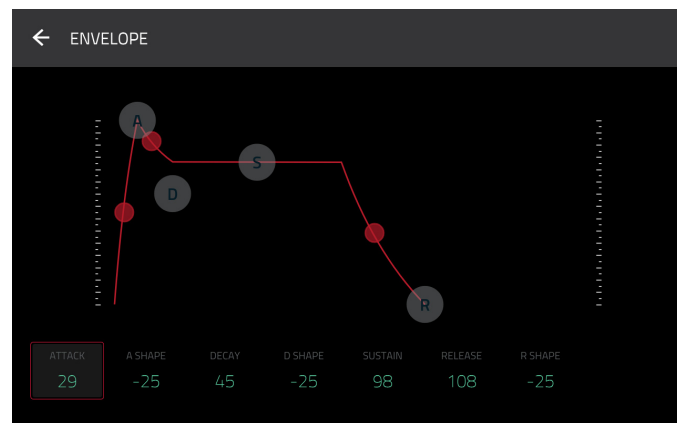 ENVELOPE
A
S
D
R
ATTACK A SHAPE DECAY D SHAPE SUSTAIN RELEASE R SHAPE
29 -25 45 -25 98 108 -25